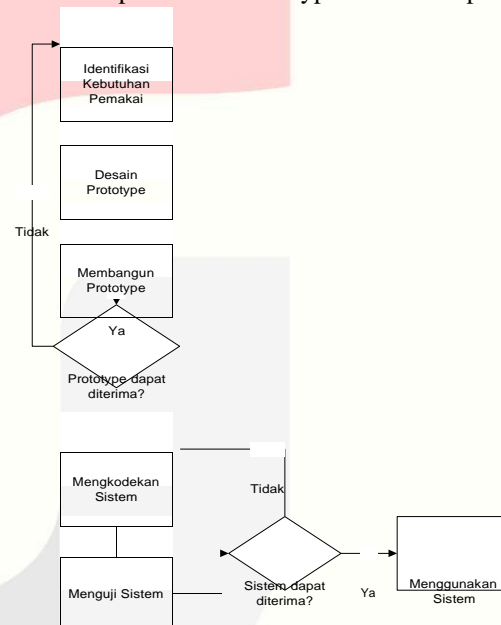 Identifikasi
Kebutuhan
Pemakai
Desain
Prototype
Tidak
Membangun
Prototype
Ya
Prototype dapat
diterima?
Mengkodekan
Sistem
Tidak
Menguji Sistem
Sistem dapat
diterima?
Ya
Menggunakan
Sistem